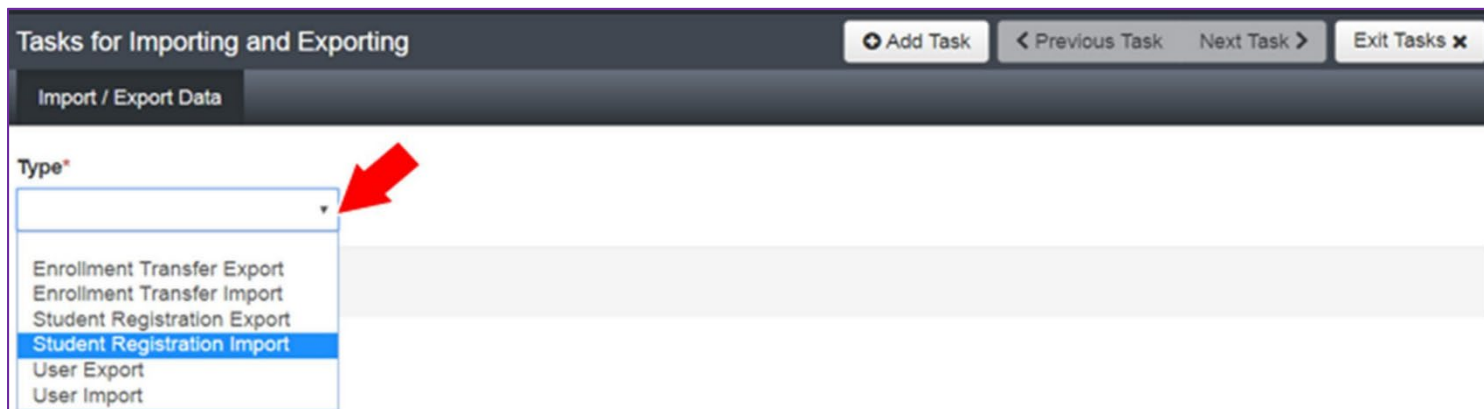 Tasks for Importing and Exporting
Add Task
Previous Task
Next Task
Exit Tasks x
Import / Export Data
Type*
Enrollment Transfer Export
Enrollment Transfer Import
Student Registration Export
Student Registration Import
User Export
User Import